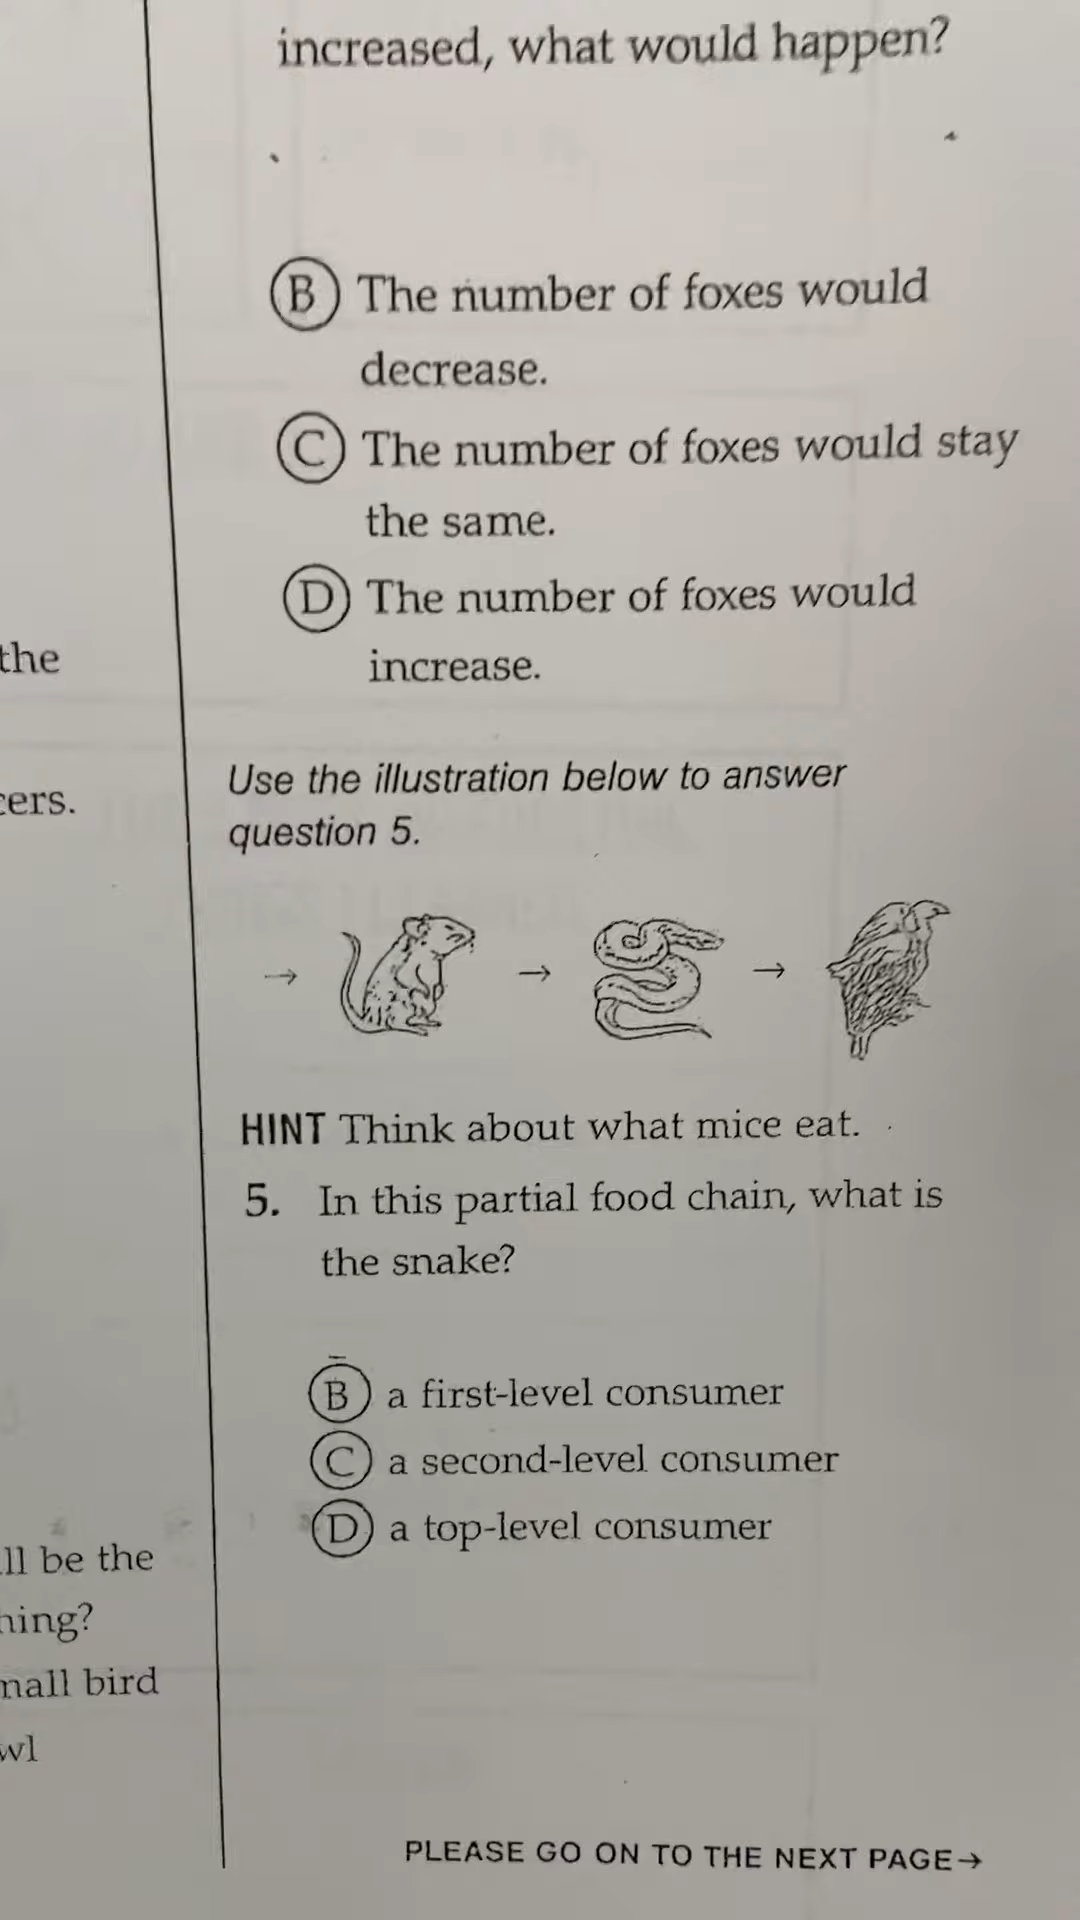 increased, what would happen?
B The number of foxes would
decrease.
C The number of foxes would stay
the same.
D The number of foxes would
increase.
the
cers.
Use the illustration below to answer
question 5.
→ → →
HINT Think about what mice eat.
5. In this partial food chain, what is
the snake?
B a first-level consumer
C a second-level consumer
D a top-level consumer
ll be the
hing?
mall bird
wl
PLEASE GO ON TO THE NEXT PAGE→